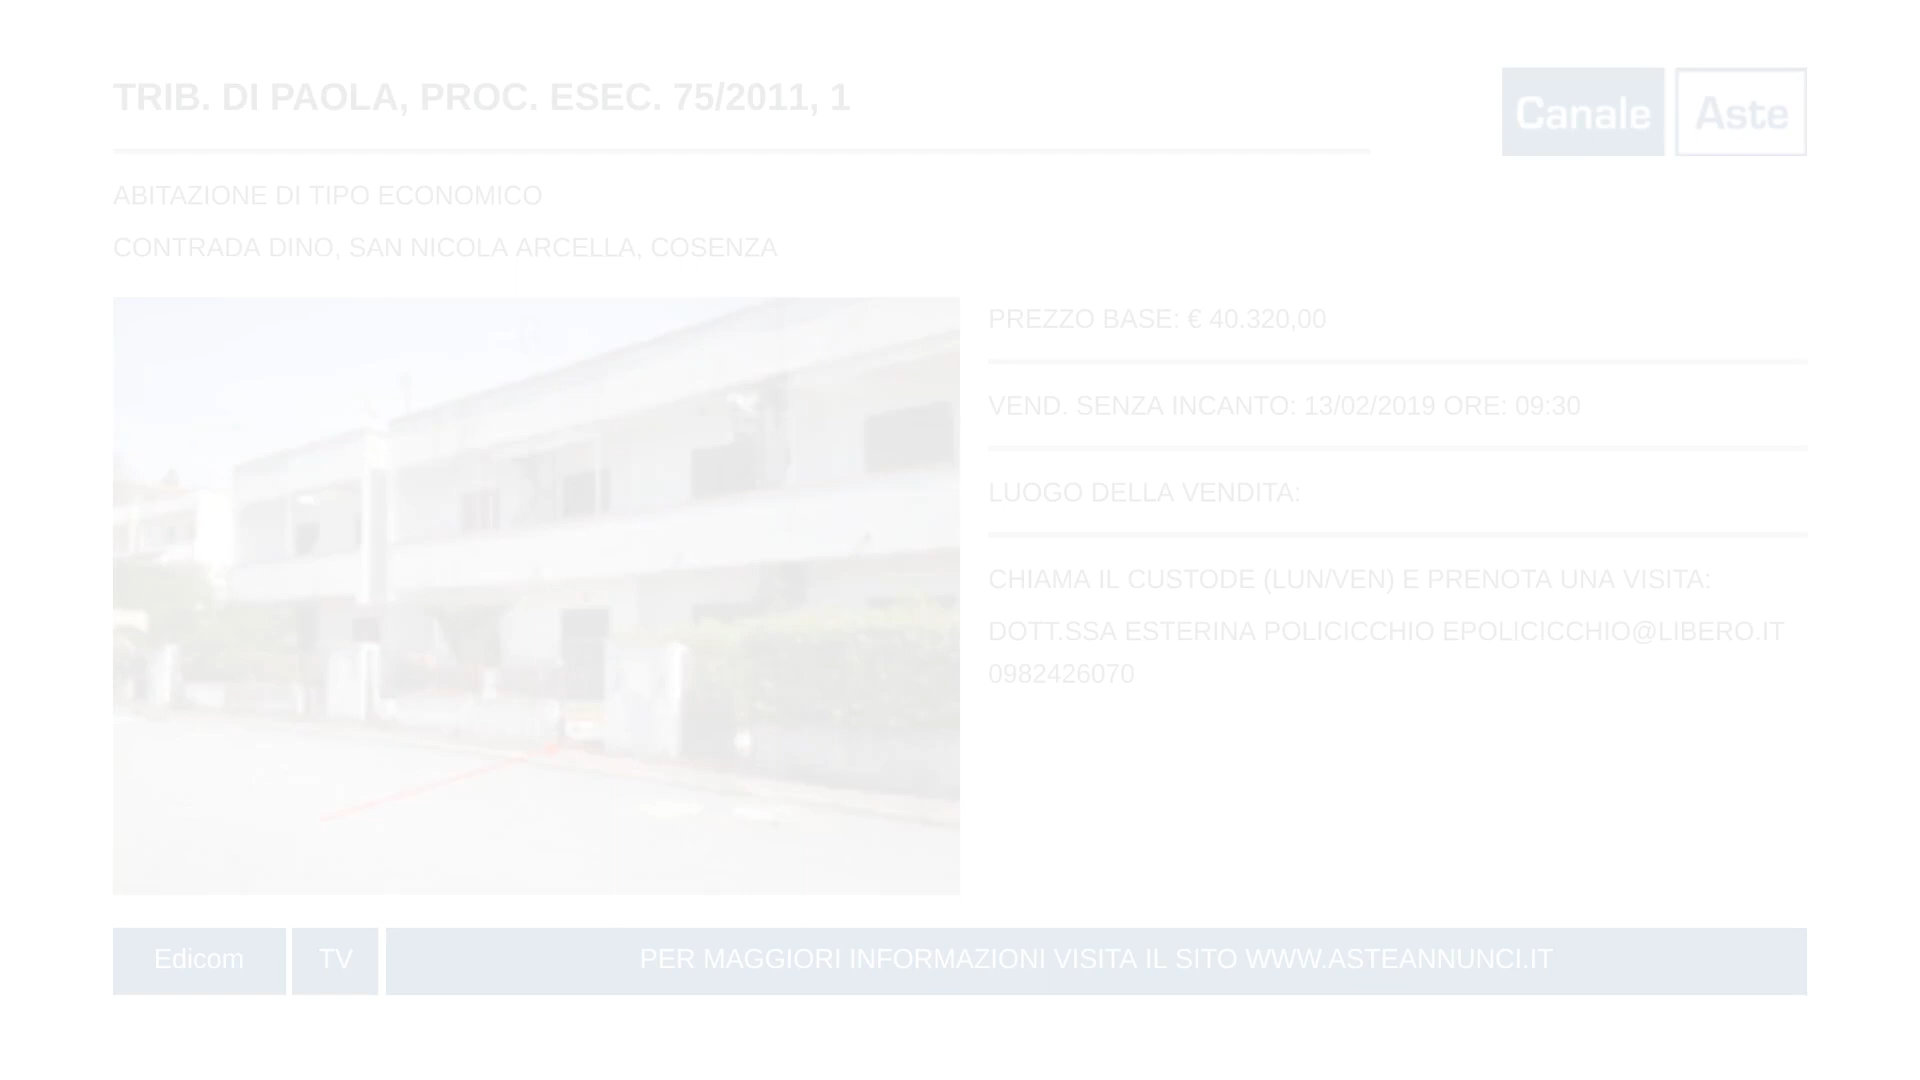 TRIB. DI PAOLA, PROC. ESEC. 75/2011, 1
Canale Aste
ABITAZIONE DI TIPO ECONOMICO
CONTRADA DINO, SAN NICOLA ARCELLA, COSENZA
PREZZO BASE: € 40.320,00
VEND. SENZA INCANTO: 13/02/2019 ORE: 09:30
LUOGO DELLA VENDITA:
CHIAMA IL CUSTODE (LUN/VEN) E PRENOTA UNA VISITA:
DOTT.SSA ESTERINA POLICICCHIO EPOLICICCHIO@LIBERO.IT
0982426070
Edicom TV PER MAGGIORI INFORMAZIONI VISITA IL SITO WWW.ASTEANNUNCI.IT